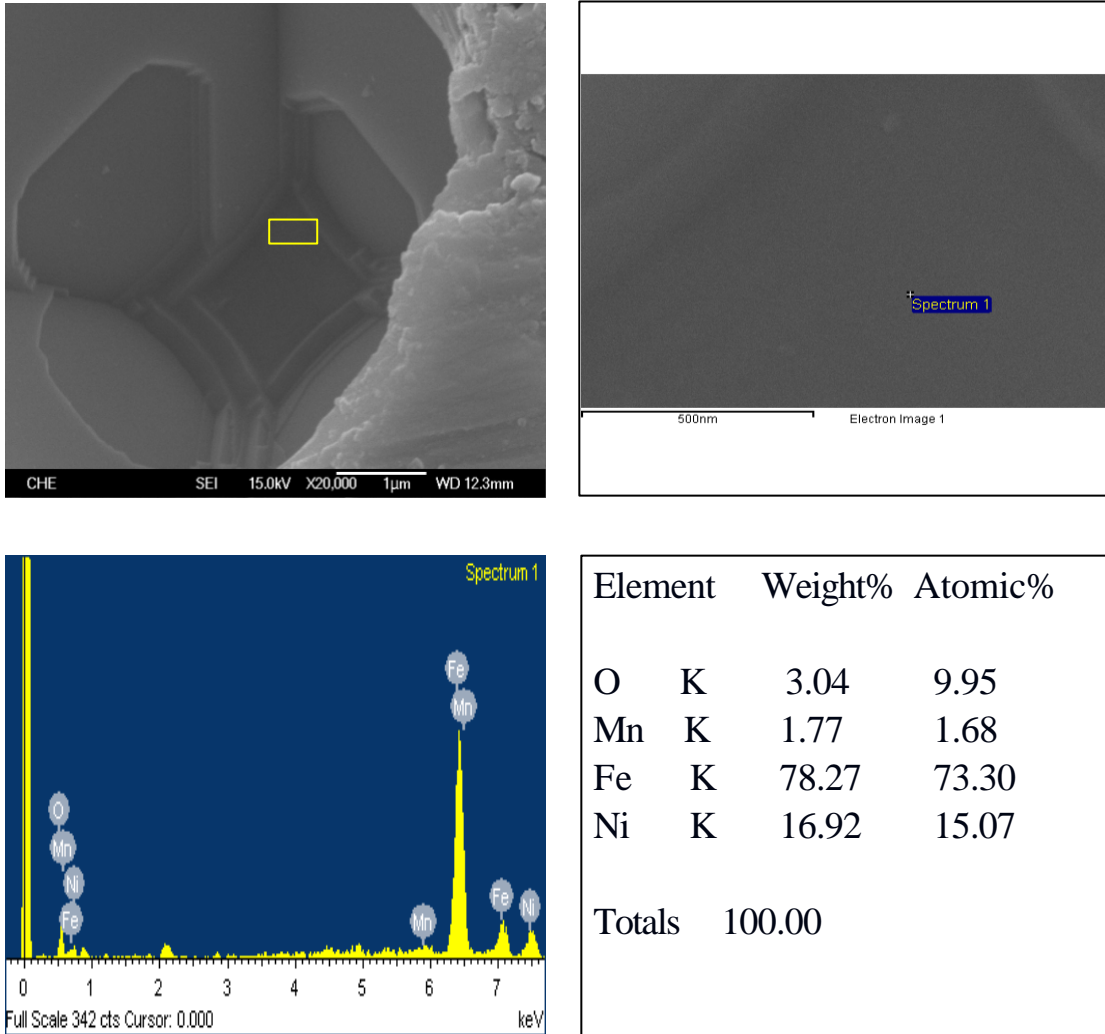 CHE SEI 15.0kV X20,000 1µm WD 12.3mm
Spectrum 1
500nm Electron Image 1
Spectrum 1
Fe
Mn
O
Mn
Ni
Fe
Mn
Fe
Ni
0 1 2 3 4 5 6 7
Full Scale 342 cts Cursor: 0.000 keV
Element Weight% Atomic%
O K 3.04 9.95
Mn K 1.77 1.68
Fe K 78.27 73.30
Ni K 16.92 15.07
Totals 100.00